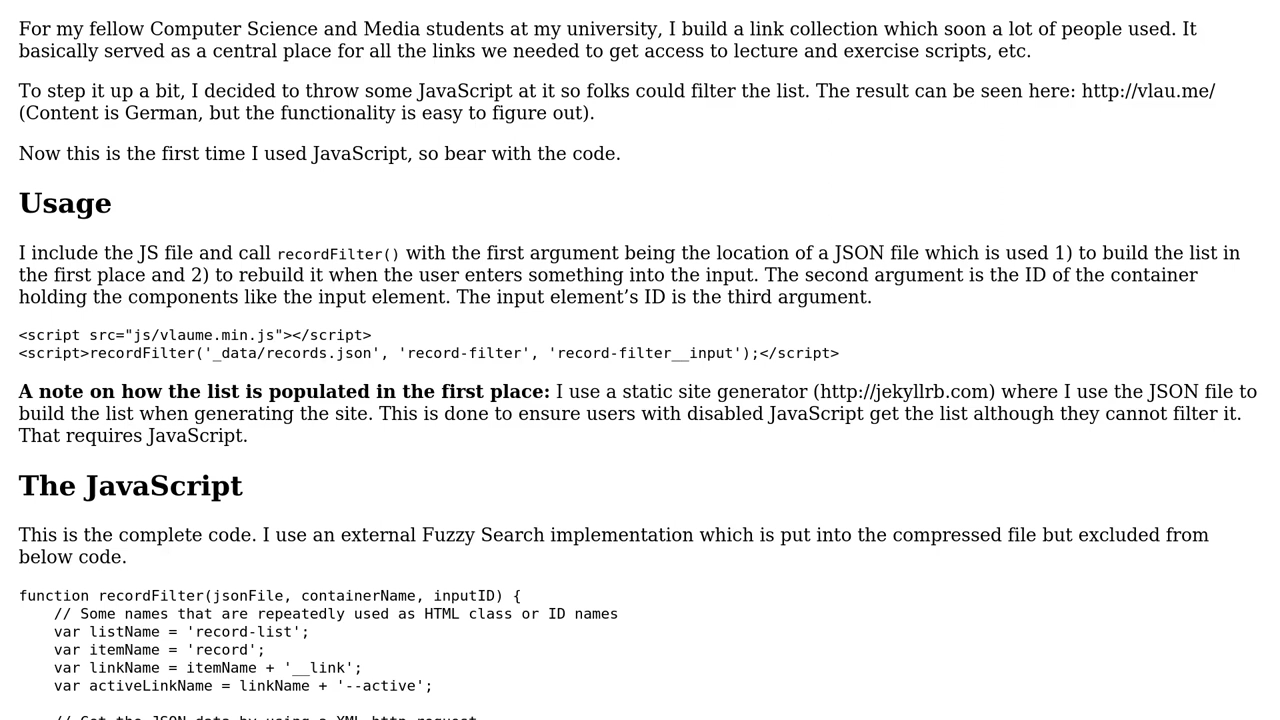 For my fellow Computer Science and Media students at my university, I build a link collection which soon a lot of people used. It
basically served as a central place for all the links we needed to get access to lecture and exercise scripts, etc.
To step it up a bit, I decided to throw some JavaScript at it so folks could filter the list. The result can be seen here: http://vlau.me/
(Content is German, but the functionality is easy to figure out).
Now this is the first time I used JavaScript, so bear with the code.
Usage
I include the JS file and call recordFilter() with the first argument being the location of a JSON file which is used 1) to build the list in
the first place and 2) to rebuild it when the user enters something into the input. The second argument is the ID of the container
holding the components like the input element. The input element’s ID is the third argument.
<script src="js/vlaume.min.js"></script>
<script>recordFilter('_data/records.json', 'record-filter', 'record-filter__input');</script>
A note on how the list is populated in the first place: I use a static site generator (http://jekyllrb.com) where I use the JSON file to
build the list when generating the site. This is done to ensure users with disabled JavaScript get the list although they cannot filter it.
That requires JavaScript.
The JavaScript
This is the complete code. I use an external Fuzzy Search implementation which is put into the compressed file but excluded from
below code.
function recordFilter(jsonFile, containerName, inputID) {
    // Some names that are repeatedly used as HTML class or ID names
    var listName = 'record-list';
    var itemName = 'record';
    var linkName = itemName + '__link';
    var activeLinkName = linkName + '--active';
    // Get the JSON data by using a XML http request